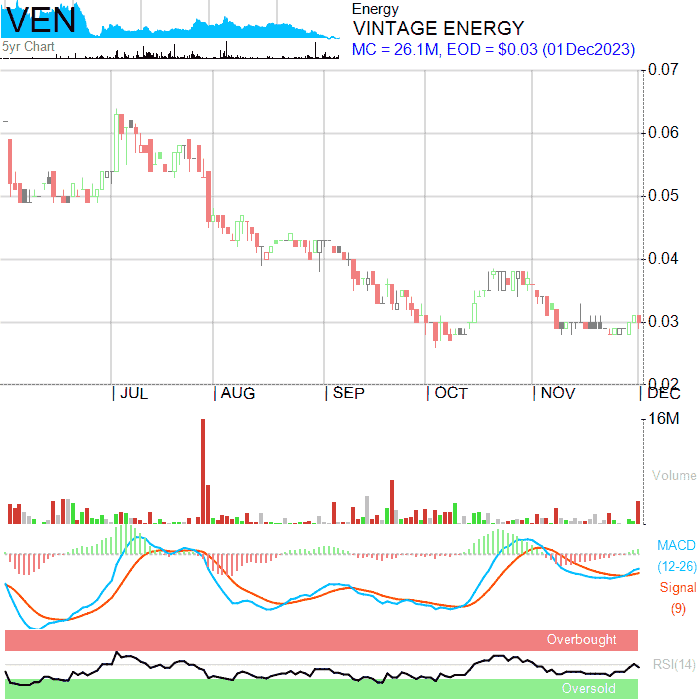 VEN
5yr Chart
Energy
VINTAGE ENERGY
MC = 26.1M, EOD = $0.03 (01Dec2023)
0.07
0.06
0.05
0.04
0.03
0.02
JUL AUG SEP OCT NOV DEC
16M
Volume
MACD
(12-26)
Signal
(9)
Overbought
RSI(14)
Oversold